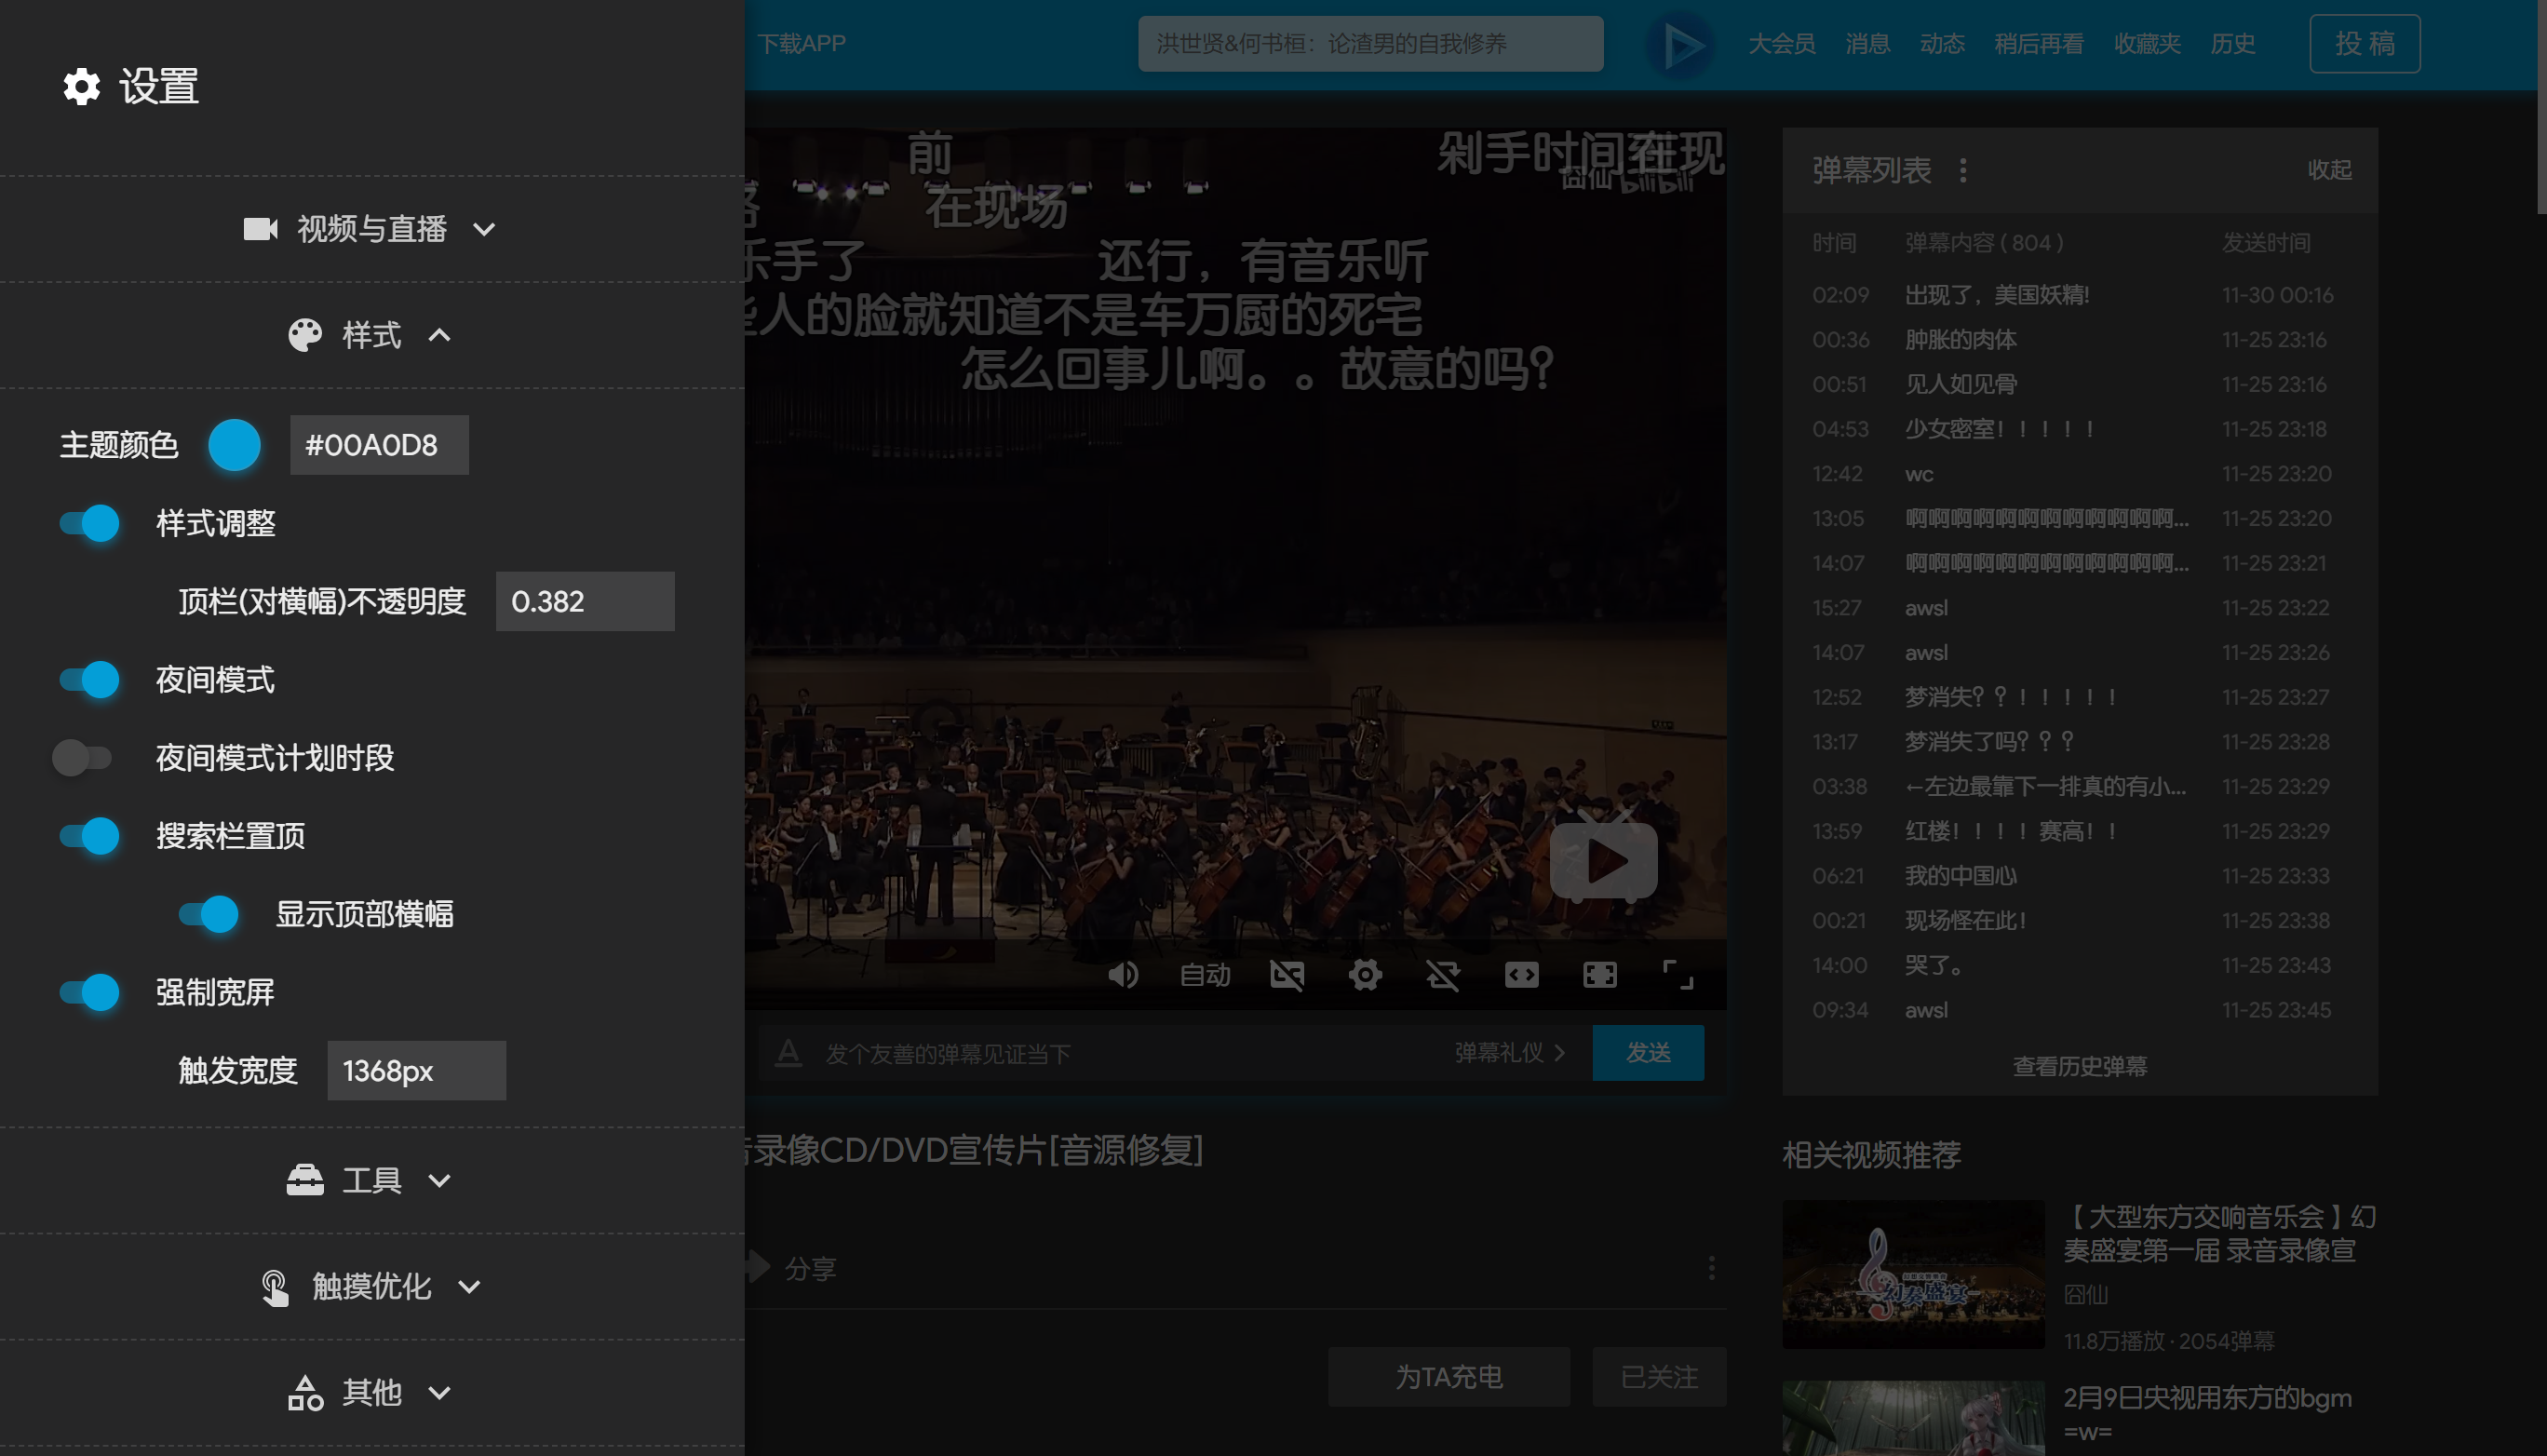 设置
视频与直播
样式
主题颜色 #00A0D8
样式调整
顶栏(对横幅)不透明度 0.382
夜间模式
夜间模式计划时段
搜索栏置顶
显示顶部横幅
强制宽屏
触发宽度 1368px
工具
触摸优化
其他
下载APP
洪世贤&何书桓：论渣男的自我修养
大会员 消息 动态 稍后再看 收藏夹 历史 投 稿
前
剁手时间在现
囧仙 bilibili
在现场
乐手了 还行，有音乐听
些人的脸就知道不是车万厨的死宅
怎么回事儿啊。。故意的吗？
自动
发个友善的弹幕见证当下 弹幕礼仪 发送
音录像CD/DVD宣传片[音源修复]
分享
为TA充电 已关注
弹幕列表 收起
时间 弹幕内容 ( 804 ) 发送时间
02:09 出现了，美国妖精！ 11-30 00:16
00:36 肿胀的肉体 11-25 23:16
00:51 见人如见骨 11-25 23:16
04:53 少女密室！！！！！ 11-25 23:18
12:42 wc 11-25 23:20
13:05 啊啊啊啊啊啊啊啊啊啊啊啊... 11-25 23:20
14:07 啊啊啊啊啊啊啊啊啊啊啊啊... 11-25 23:21
15:27 awsl 11-25 23:22
14:07 awsl 11-25 23:26
12:52 梦消失？？！！！！！ 11-25 23:27
13:17 梦消失了吗？？？ 11-25 23:28
03:38 ←左边最靠下一排真的有小... 11-25 23:29
13:59 红楼！！！！赛高！！ 11-25 23:29
06:21 我的中国心 11-25 23:33
00:21 现场怪在此！ 11-25 23:38
14:00 哭了。 11-25 23:43
09:34 awsl 11-25 23:45
查看历史弹幕
相关视频推荐
幻奏盛宴
【大型东方交响音乐会】幻
奏盛宴第一届 录音录像宣
囧仙
11.8万播放 · 2054弹幕
2月9日央视用东方的bgm
=w=